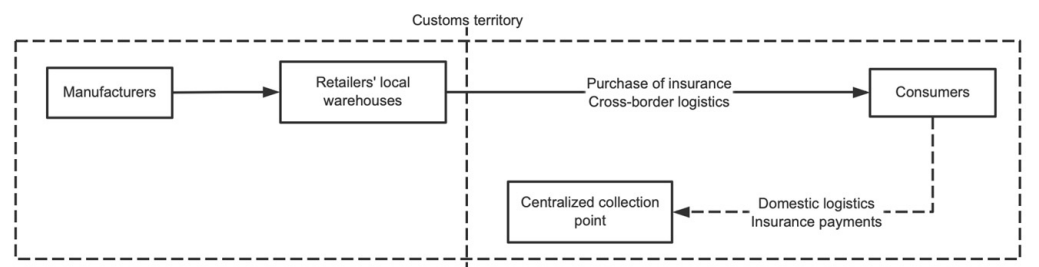 Customs territory
Manufacturers
Retailers' local
warehouses
Purchase of insurance
Cross-border logistics
Consumers
Centralized collection
point
Domestic logistics
Insurance payments